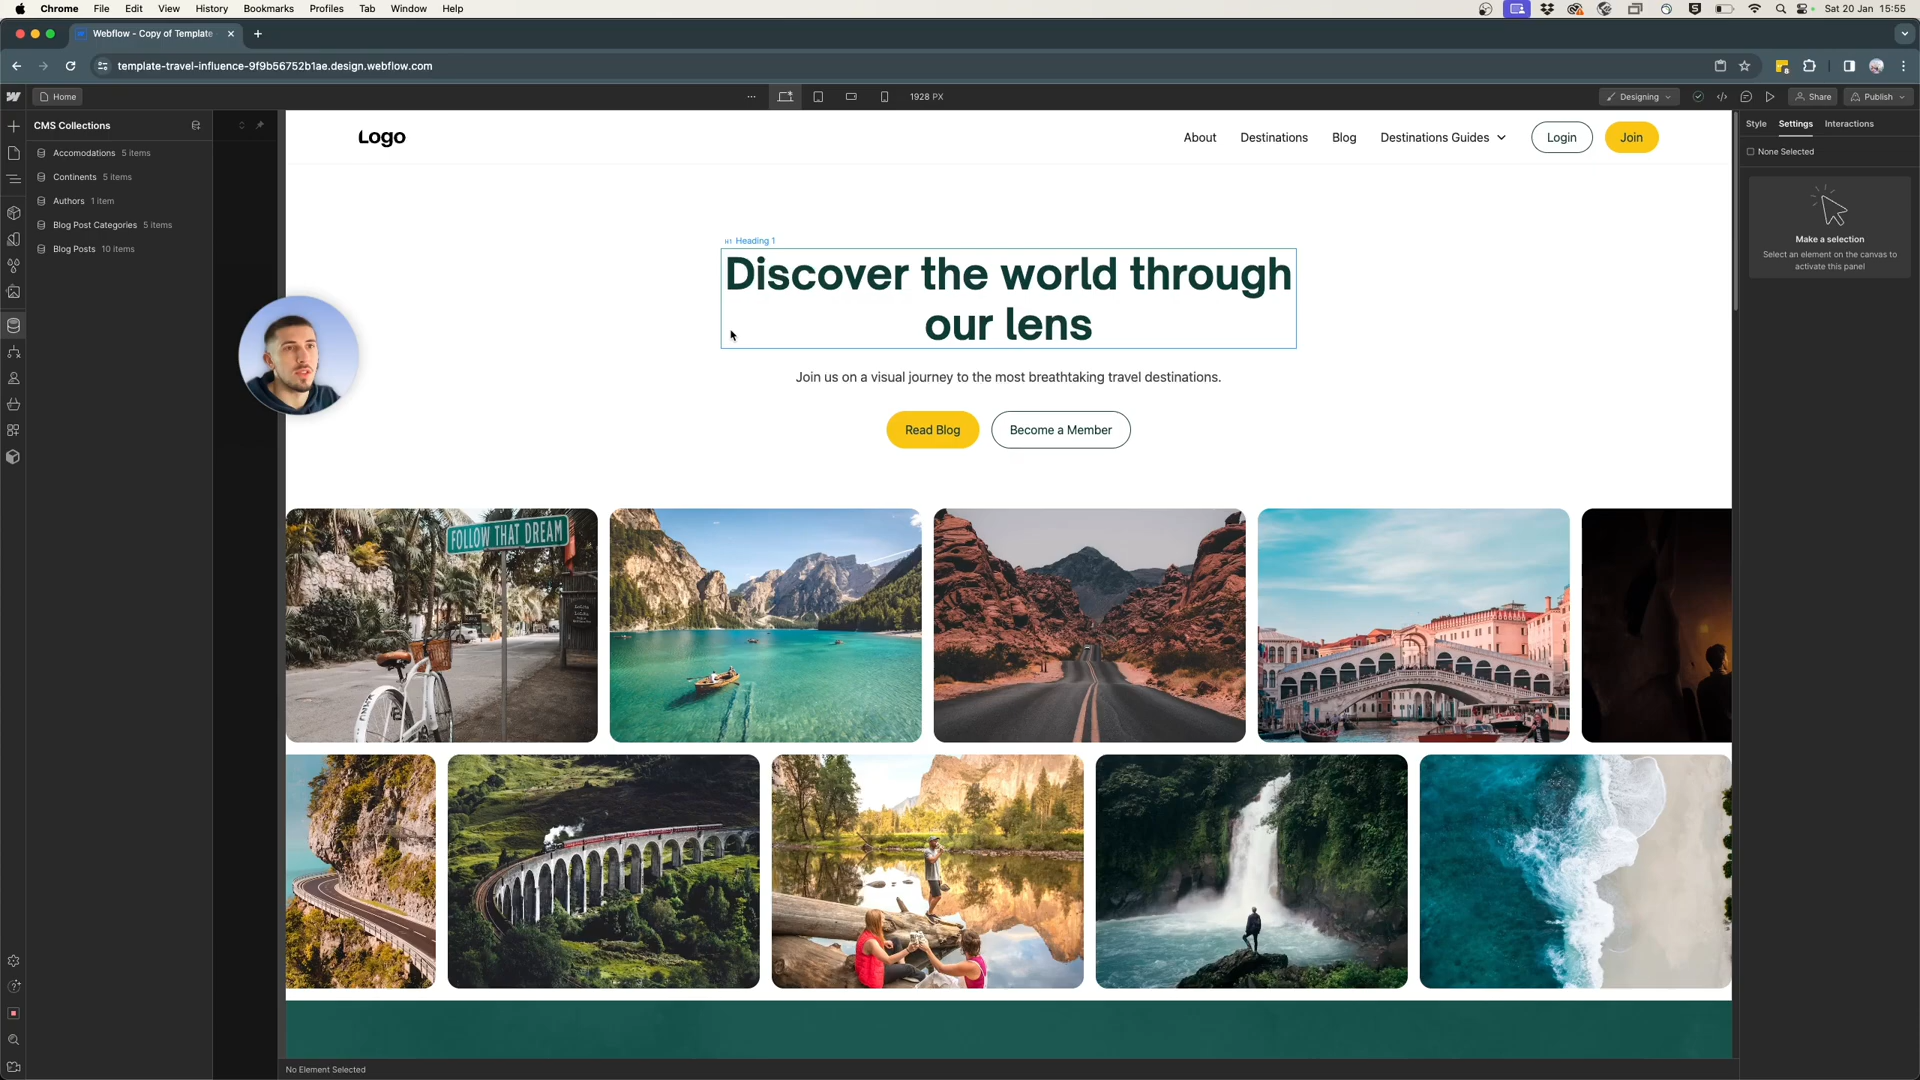 Chrome File Edit View History Bookmarks Profiles Tab Window Help
Sat 20 Jan 15:55
Webflow - Copy of Template
template-travel-influence-9f9b56752b1ae.design.webflow.com
Home
1928 PX
Designing
Share
Publish
CMS Collections
Accomodations 5 items
Continents 5 items
Authors 1 item
Blog Post Categories 5 items
Blog Posts 10 items
Logo
About
Destinations
Blog
Destinations Guides
Login
Join
H1 Heading 1
Discover the world through
our lens
Join us on a visual journey to the most breathtaking travel destinations.
Read Blog
Become a Member
FOLLOW THAT DREAM
Style Settings Interactions
None Selected
Make a selection
Select an element on the canvas to
activate this panel
No Element Selected